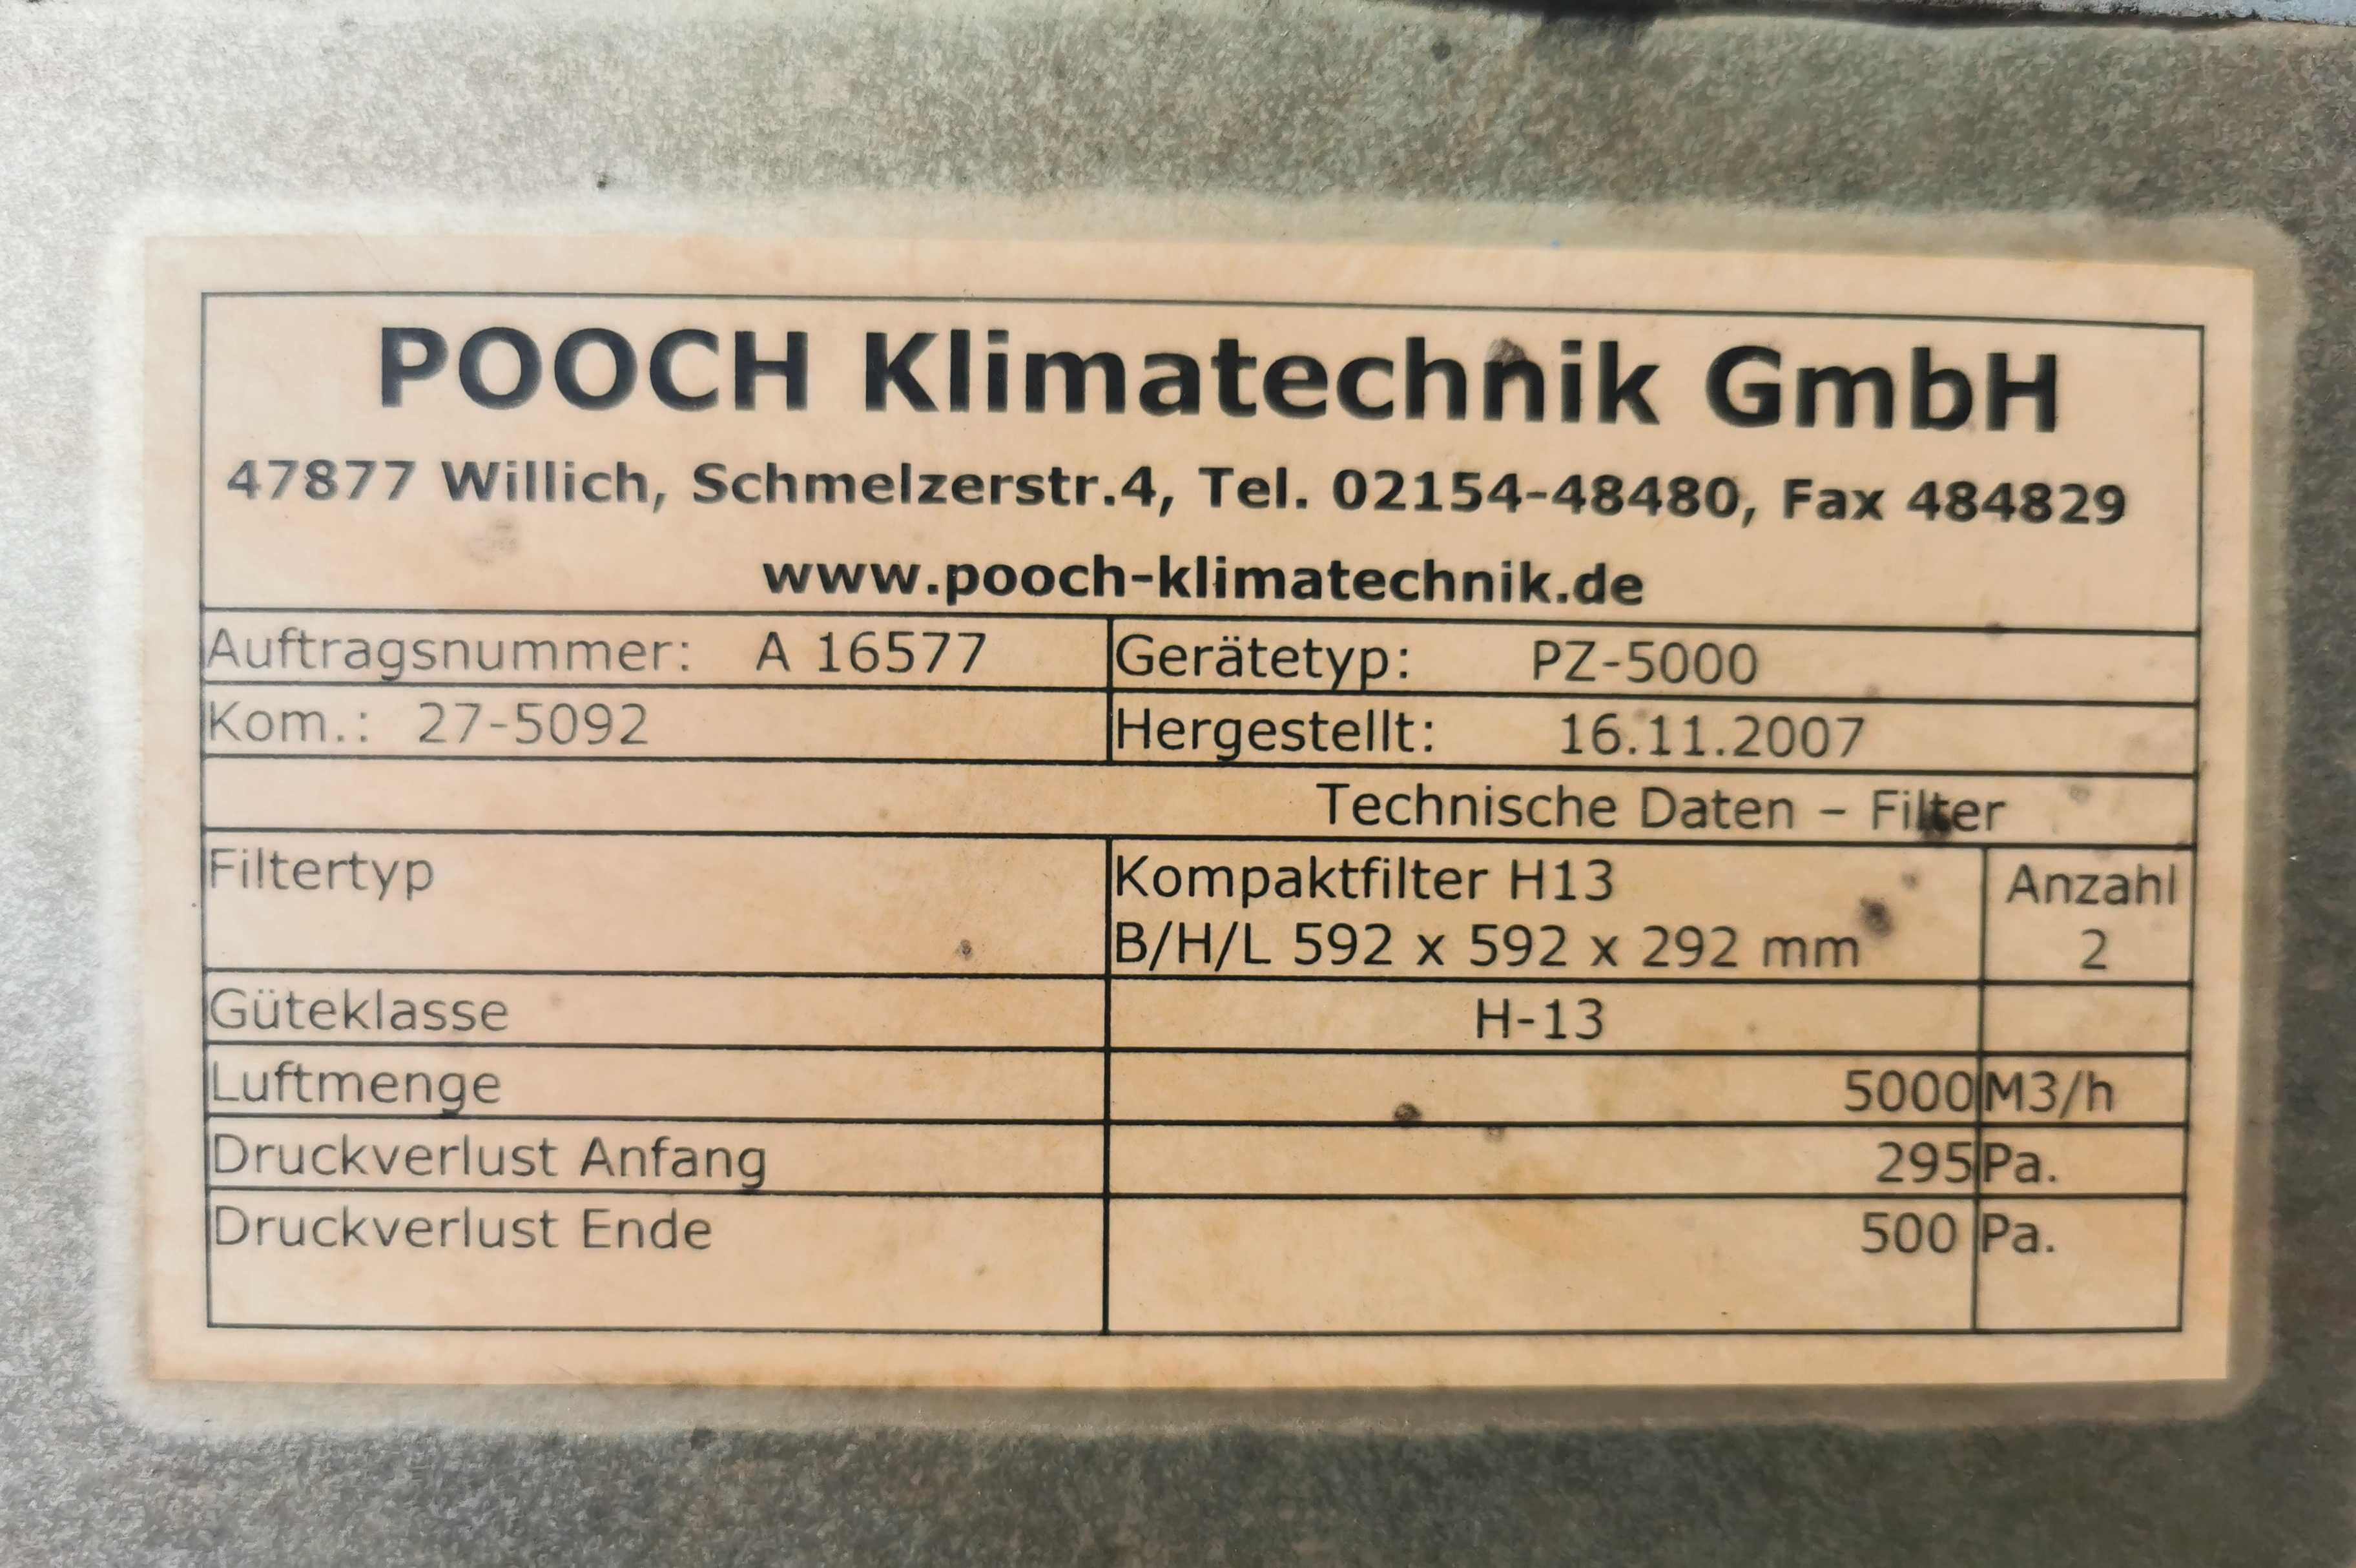 POOCH Klimatechnik GmbH
47877 Willich, Schmelzerstr.4, Tel. 02154-48480, Fax 484829
www.pooch-klimatechnik.de
Auftragsnummer: A 16577 Gerätetyp: PZ-5000
Kom.: 27-5092 Hergestellt: 16.11.2007
Technische Daten – Filter
Filtertyp Kompaktfilter H13 Anzahl
B/H/L 592 x 592 x 292 mm 2
Güteklasse H-13
Luftmenge 5000 M3/h
Druckverlust Anfang 295 Pa.
Druckverlust Ende 500 Pa.